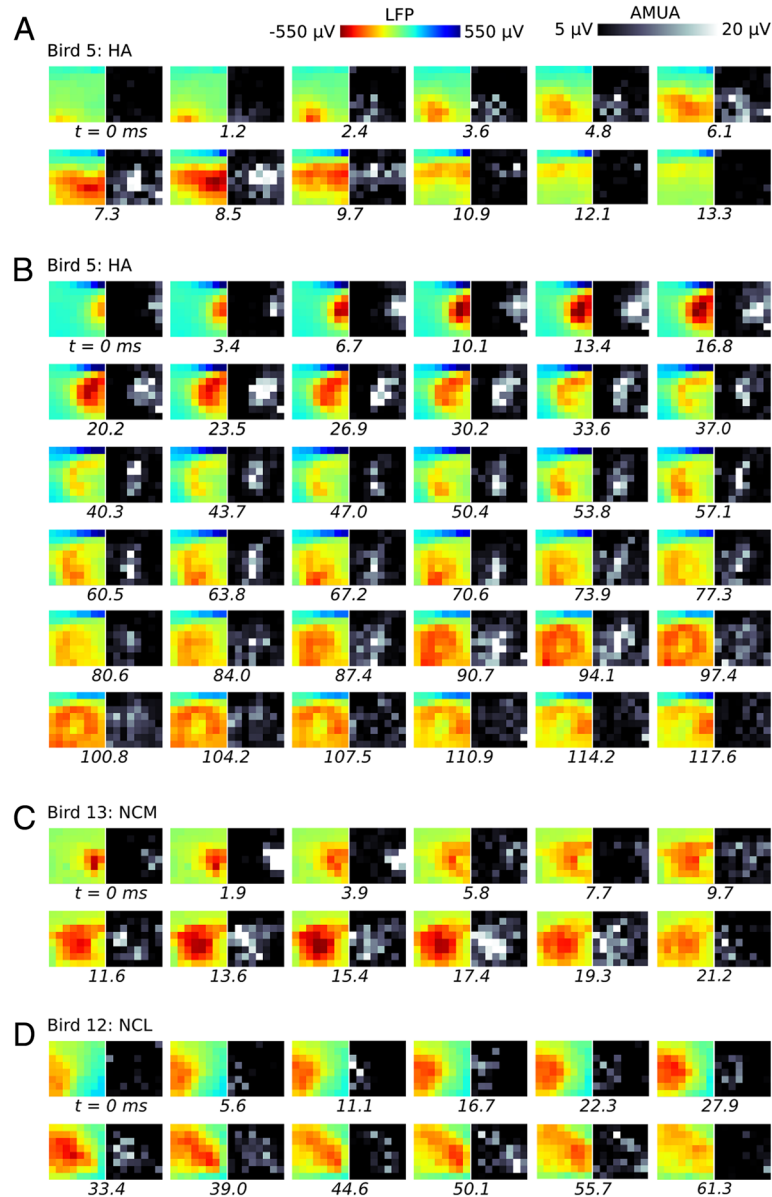 A
LFP
AMUA
-550 µV
550 µV
5 µV
20 µV
Bird 5: HA
t = 0 ms 1.2 2.4 3.6 4.8 6.1
7.3 8.5 9.7 10.9 12.1 13.3
B
Bird 5: HA
t = 0 ms 3.4 6.7 10.1 13.4 16.8
20.2 23.5 26.9 30.2 33.6 37.0
40.3 43.7 47.0 50.4 53.8 57.1
60.5 63.8 67.2 70.6 73.9 77.3
80.6 84.0 87.4 90.7 94.1 97.4
100.8 104.2 107.5 110.9 114.2 117.6
C
Bird 13: NCM
t = 0 ms 1.9 3.9 5.8 7.7 9.7
11.6 13.6 15.4 17.4 19.3 21.2
D
Bird 12: NCL
t = 0 ms 5.6 11.1 16.7 22.3 27.9
33.4 39.0 44.6 50.1 55.7 61.3